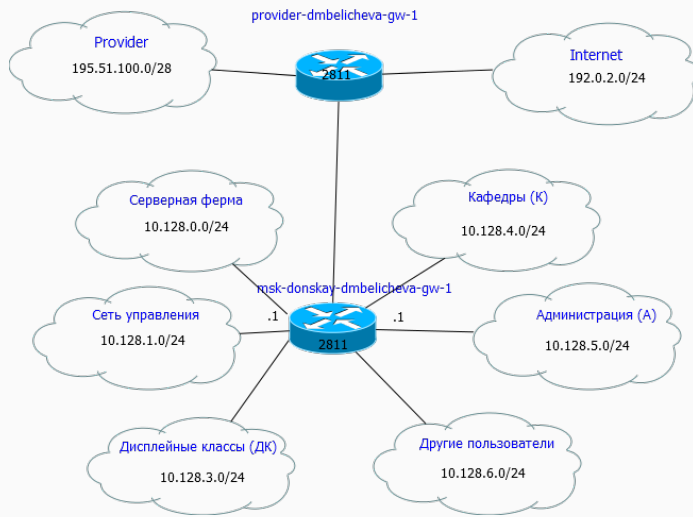 provider-dmbelicheva-gw-1
Provider
195.51.100.0/28
2811
Internet
192.0.2.0/24
Серверная ферма
10.128.0.0/24
Кафедры (К)
10.128.4.0/24
msk-donskay-dmbelicheva-gw-1
Сеть управления
10.128.1.0/24
.1
.1
2811
Администрация (А)
10.128.5.0/24
Дисплейные классы (ДК)
10.128.3.0/24
Другие пользователи
10.128.6.0/24